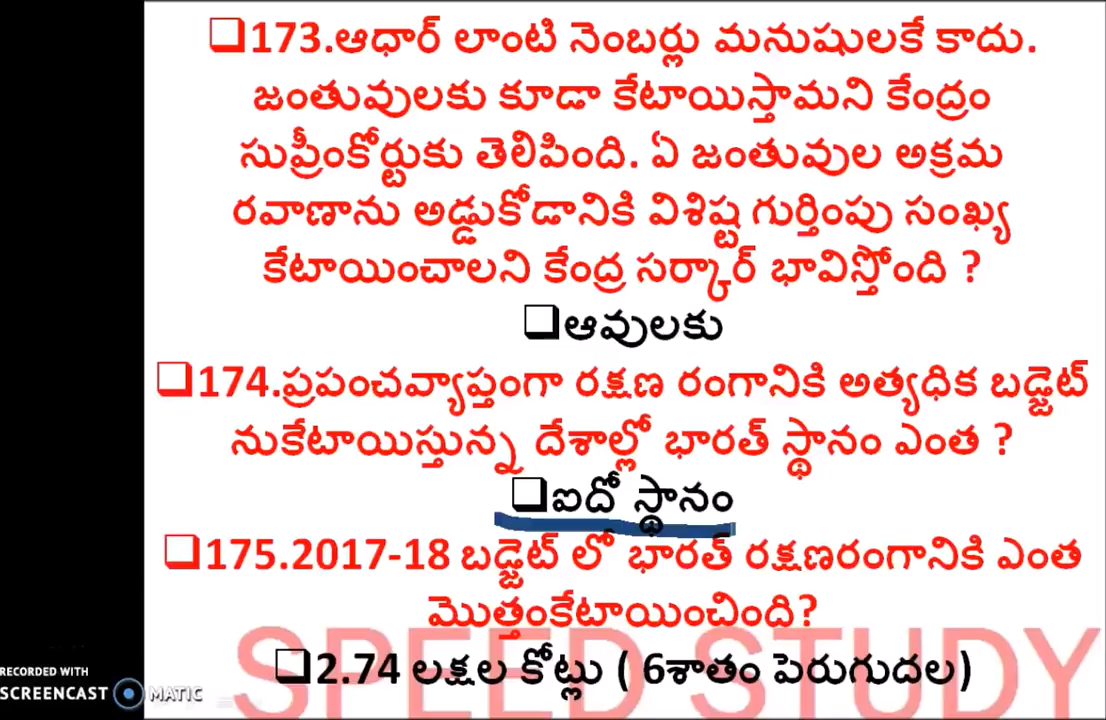 ❑173.ఆధార్ లాంటి నెంబర్లు మనుషులకే కాదు.
జంతువులకు కూడా కేటాయిస్తామని కేంద్రం
సుప్రీంకోర్టుకు తెలిపింది. ఏ జంతువుల అక్రమ
రవాణాను అడ్డుకోడానికి విశిష్ట గుర్తింపు సంఖ్య
కేటాయించాలని కేంద్ర సర్కార్ భావిస్తోంది ?
❑ఆవులకు
❑174.ప్రపంచవ్యాప్తంగా రక్షణ రంగానికి అత్యధిక బడ్జెట్
నుకేటాయిస్తున్న దేశాల్లో భారత్ స్థానం ఎంత ?
❑ఐదో స్థానం
❑175.2017-18 బడ్జెట్ లో భారత్ రక్షణరంగానికి ఎంత
మొత్తంకేటాయించింది?
❑2.74 లక్షల కోట్లు ( 6శాతం పెరుగుదల)
SPEED STUDY
RECORDED WITH
SCREENCAST MATIC